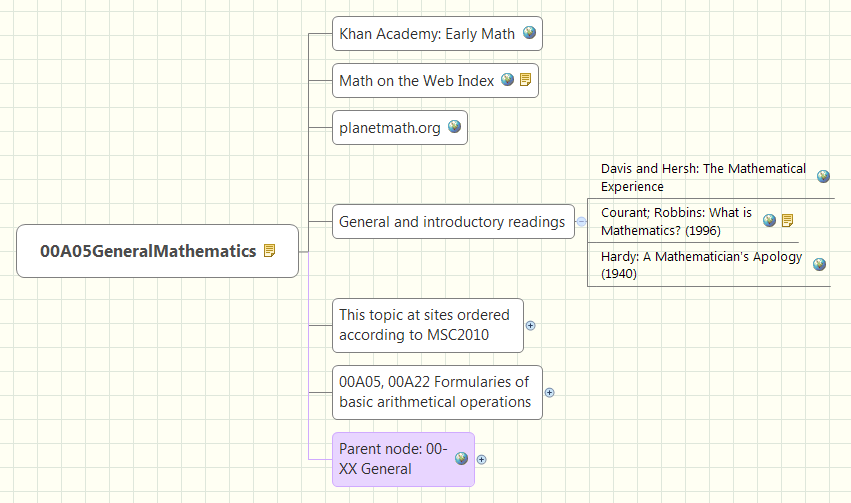 Khan Academy: Early Math
Math on the Web Index
planetmath.org
General and introductory readings
Davis and Hersh: The Mathematical
Experience
Courant; Robbins: What is
Mathematics? (1996)
Hardy: A Mathematician's Apology
(1940)
00A05GeneralMathematics
This topic at sites ordered
according to MSC2010
00A05, 00A22 Formularies of
basic arithmetical operations
Parent node: 00-
XX General